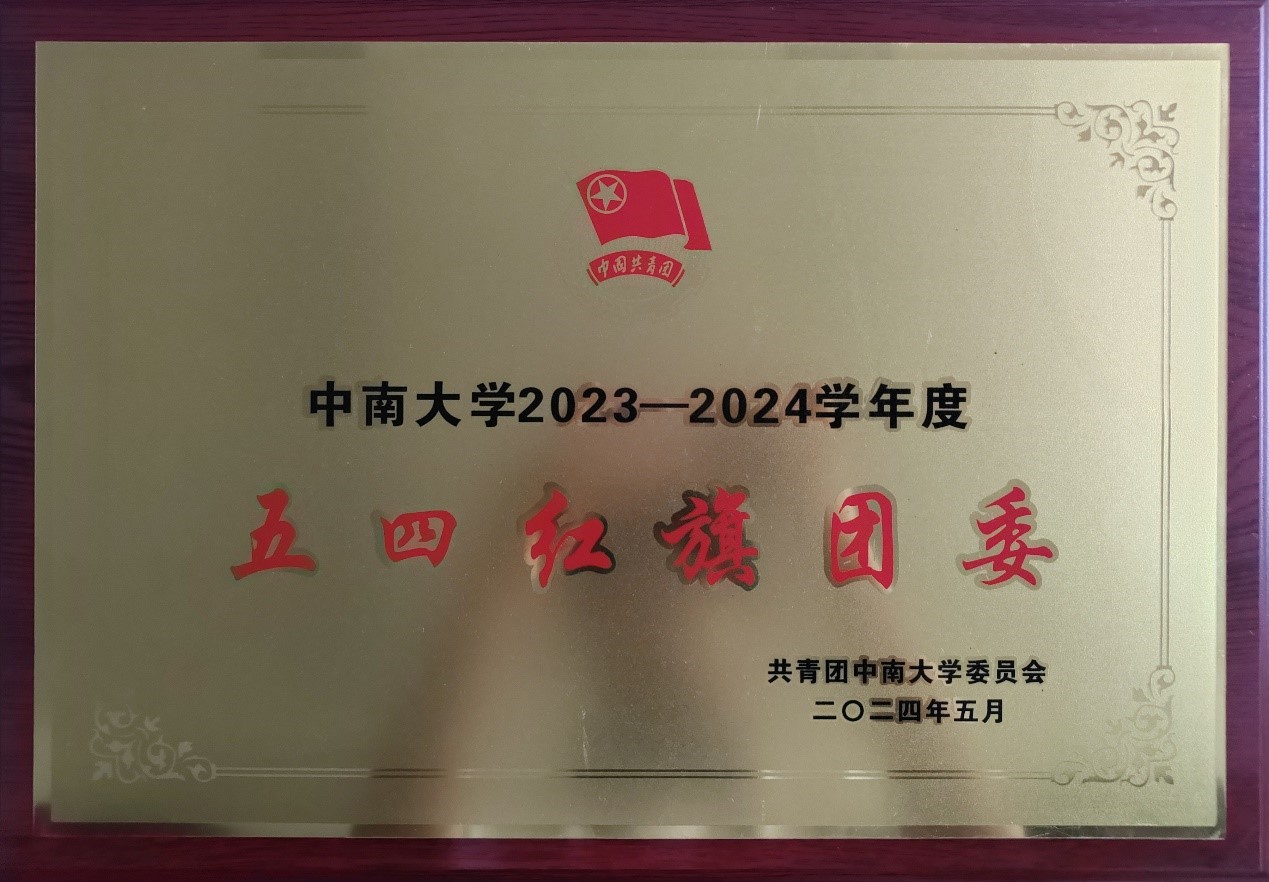 中国共青团
中南大学2023—2024学年度
五四红旗团委
共青团中南大学委员会
二〇二四年五月